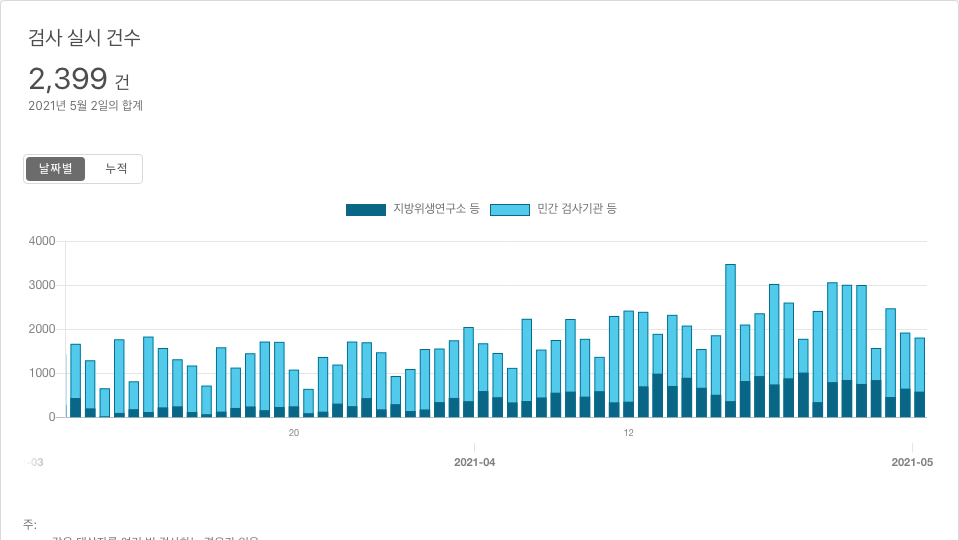 검사 실시 건수
2,399 건
2021년 5월 2일의 합계
날짜별 누적
지방위생연구소 등 민간 검사기관 등
4000
3000
2000
1000
0
20 12
-03 2021-04 2021-05
주: